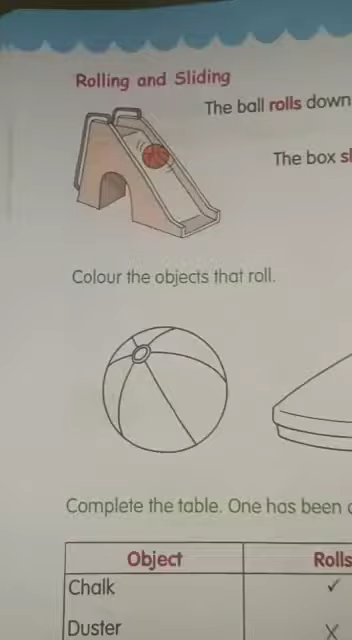 Rolling and Sliding
The ball rolls down
The box
Colour the objects that roll.
Complete the table. One has been
Object Rolls
Chalk ✓
Duster X